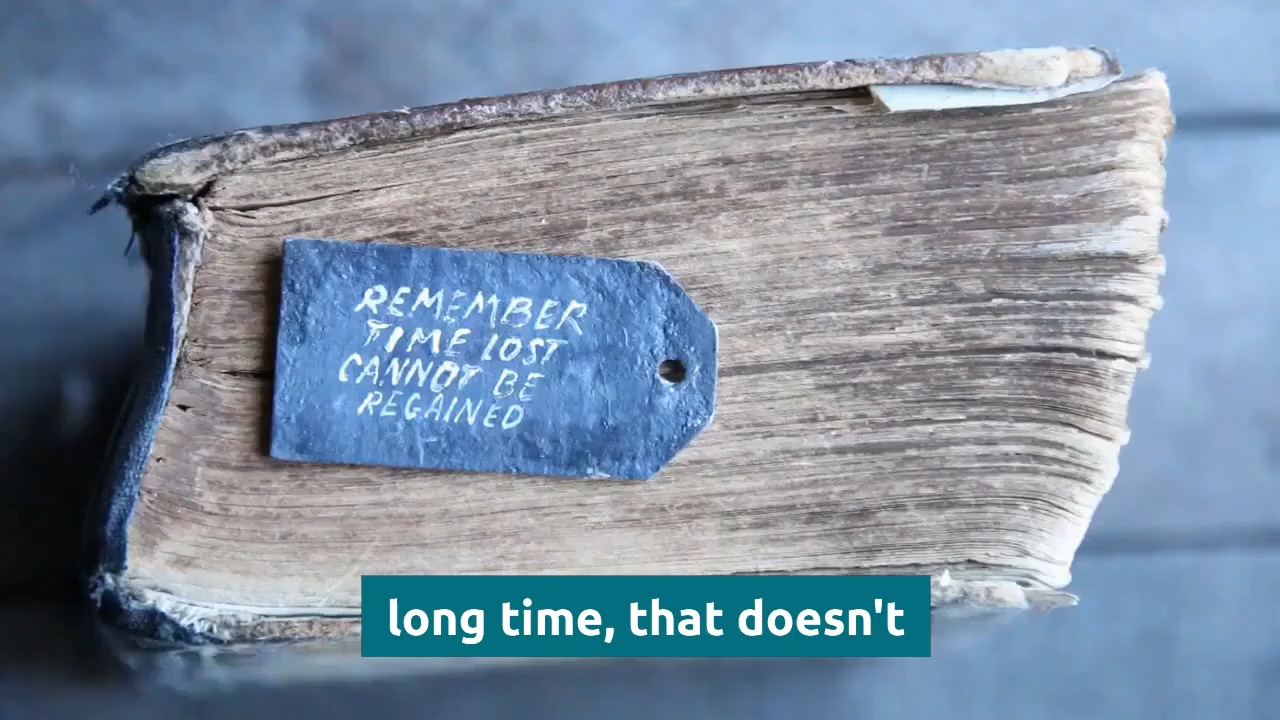 REMEMBER
TIME LOST
CANNOT BE
REGAINED
long time, that doesn't